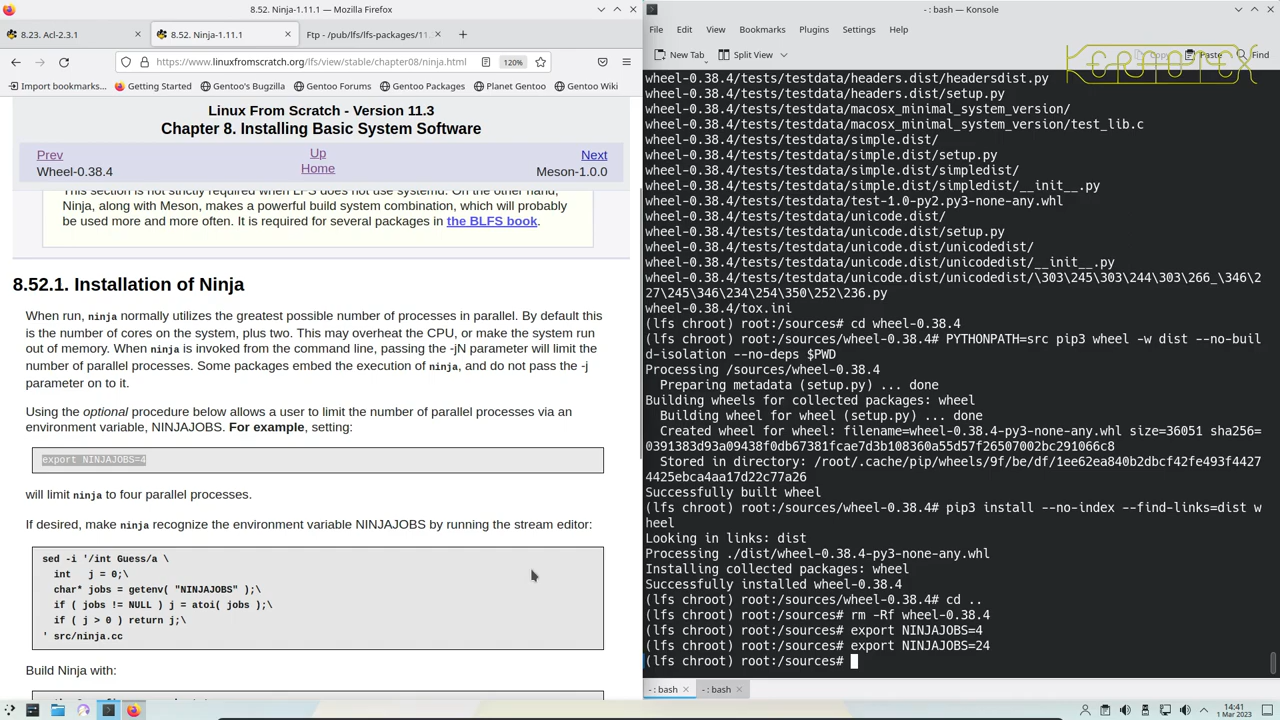 8.52. Ninja-11.1.1 — Mozilla Firefox
8.23. Acl-2.3.1
8.52. Ninja-1.11.1
Ftp - /pub/lfs/lfs-packages/11.
https://www.linuxfromscratch.org/lfs/view/stable/chapter08/ninja.html
120%
Import bookmarks...
Getting Started
Gentoo's Bugzilla
Gentoo Forums
Gentoo Packages
Planet Gentoo
Gentoo Wiki
Linux From Scratch - Version 11.3
Chapter 8. Installing Basic System Software
Prev
Up
Next
Wheel-0.38.4
Home
Meson-1.0.0
This section is not strictly required when LFS does not use systemd. On the other hand,
Ninja, along with Meson, makes a powerful build system combination, which will probably
be used more and more often. It is required for several packages in the BLFS book.
8.52.1. Installation of Ninja
When run, ninja normally utilizes the greatest possible number of processes in parallel. By default this
is the number of cores on the system, plus two. This may overheat the CPU, or make the system run
out of memory. When ninja is invoked from the command line, passing the -jN parameter will limit the
number of parallel processes. Some packages embed the execution of ninja, and do not pass the -j
parameter on to it.
Using the optional procedure below allows a user to limit the number of parallel processes via an
environment variable, NINJAJOBS. For example, setting:
export NINJAJOBS=4
will limit ninja to four parallel processes.
If desired, make ninja recognize the environment variable NINJAJOBS by running the stream editor:
sed -i '/int Guess/a \
int j = 0;\
char* jobs = getenv( "NINJAJOBS" );\
if ( jobs != NULL ) j = atoi( jobs );\
if ( j > 0 ) return j;\
' src/ninja.cc
Build Ninja with:
- : bash — Konsole
File Edit View Bookmarks Plugins Settings Help
New Tab Split View Copy Paste Find
KERNOTEX
wheel-0.38.4/tests/testdata/headers.dist/headersdist.py
wheel-0.38.4/tests/testdata/headers.dist/setup.py
wheel-0.38.4/tests/testdata/macosx_minimal_system_version/
wheel-0.38.4/tests/testdata/macosx_minimal_system_version/test_lib.c
wheel-0.38.4/tests/testdata/simple.dist/
wheel-0.38.4/tests/testdata/simple.dist/setup.py
wheel-0.38.4/tests/testdata/simple.dist/simpledist/
wheel-0.38.4/tests/testdata/simple.dist/simpledist/__init__.py
wheel-0.38.4/tests/testdata/test-1.0-py2.py3-none-any.whl
wheel-0.38.4/tests/testdata/unicode.dist/
wheel-0.38.4/tests/testdata/unicode.dist/setup.py
wheel-0.38.4/tests/testdata/unicode.dist/unicodedist/
wheel-0.38.4/tests/testdata/unicode.dist/unicodedist/__init__.py
wheel-0.38.4/tests/testdata/unicode.dist/unicodedist/\303\245\303\244\303\266_\346\2
27\245\346\234\254\350\252\236.py
wheel-0.38.4/tox.ini
(lfs chroot) root:/sources# cd wheel-0.38.4
(lfs chroot) root:/sources/wheel-0.38.4# PYTHONPATH=src pip3 wheel -w dist --no-buil
d-isolation --no-deps $PWD
Processing /sources/wheel-0.38.4
Preparing metadata (setup.py) ... done
Building wheels for collected packages: wheel
Building wheel for wheel (setup.py) ... done
Created wheel for wheel: filename=wheel-0.38.4-py3-none-any.whl size=36051 sha256=
0391383d93a09438f0db67381fcae7d3b108360a55d57f26507002bc291066c8
Stored in directory: /root/.cache/pip/wheels/9f/be/df/1ee62ea840b2dbcf42fe493f4427
4425ebca4aa17d22c77a26
Successfully built wheel
(lfs chroot) root:/sources/wheel-0.38.4# pip3 install --no-index --find-links=dist w
heel
Looking in links: dist
Processing ./dist/wheel-0.38.4-py3-none-any.whl
Installing collected packages: wheel
Successfully installed wheel-0.38.4
(lfs chroot) root:/sources/wheel-0.38.4# cd ..
(lfs chroot) root:/sources# rm -Rf wheel-0.38.4
(lfs chroot) root:/sources# export NINJAJOBS=4
(lfs chroot) root:/sources# export NINJAJOBS=24
(lfs chroot) root:/sources#
- : bash
- : bash
14:41
1 Mar 2023